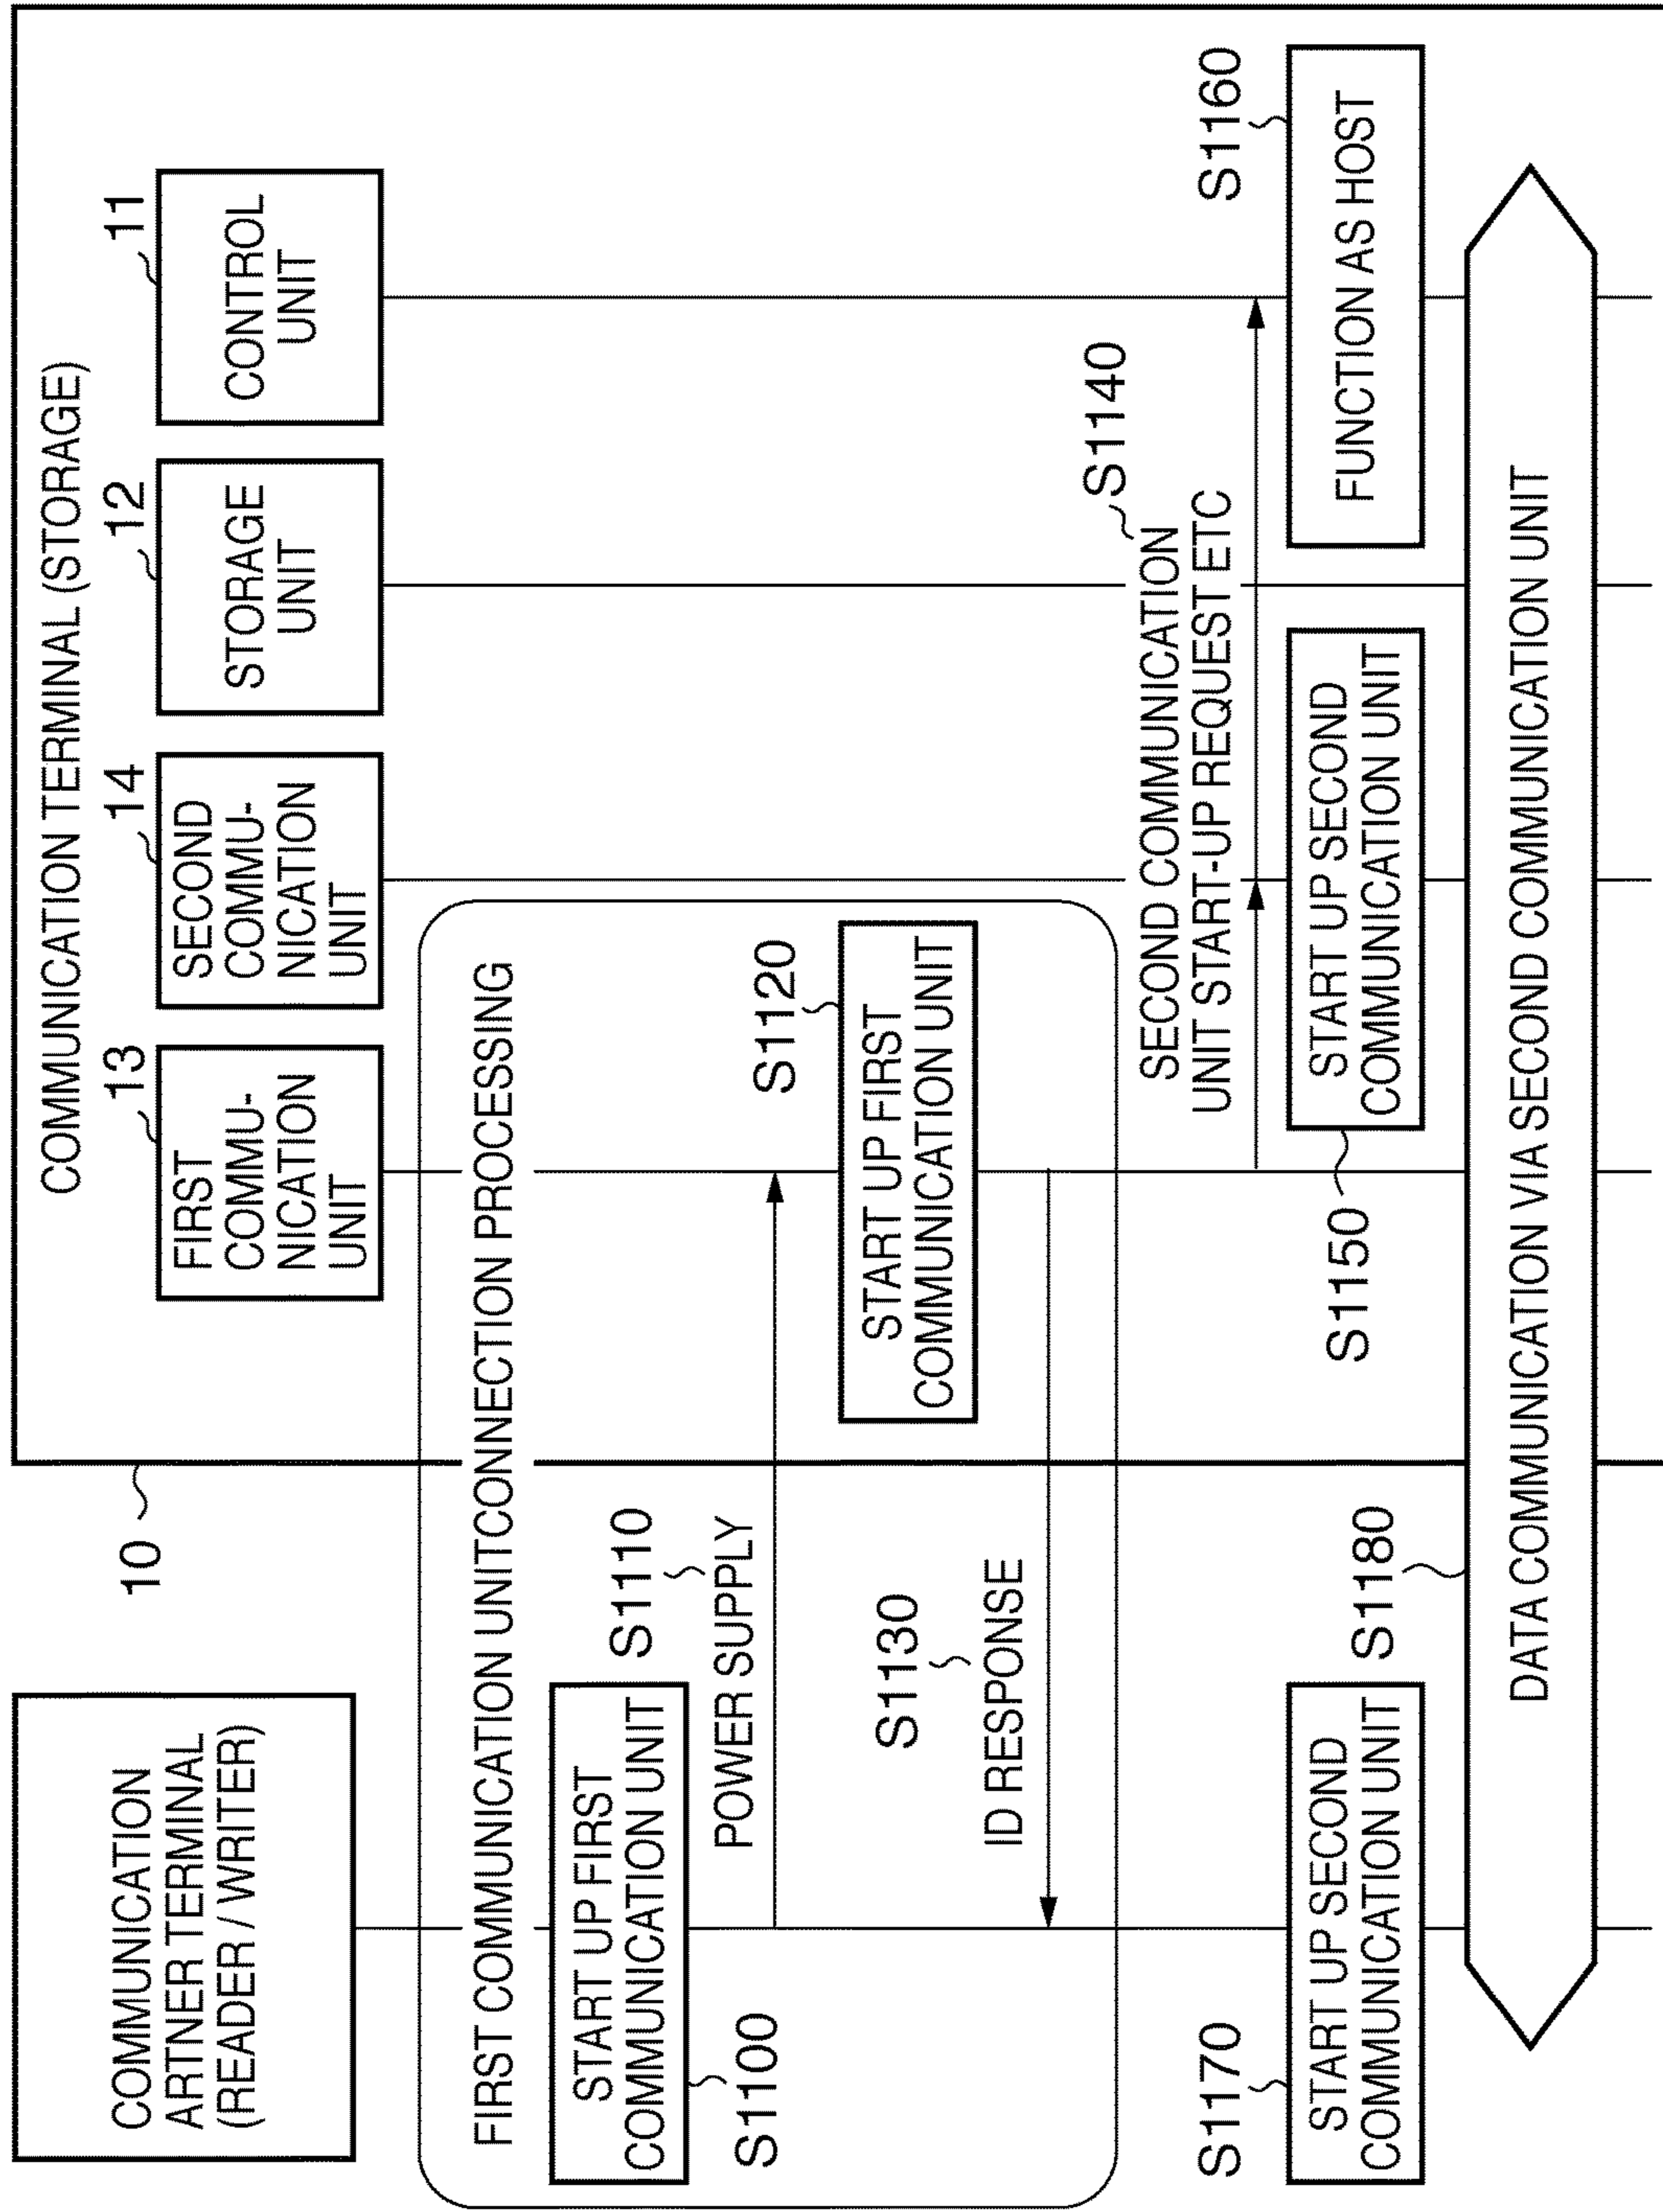 COMMUNICATION
ARTNER TERMINAL
(READER / WRITER)
10
COMMUNICATION TERMINAL (STORAGE)
13
FIRST
COMMU-
NICATION
UNIT
14
SECOND
COMMU-
NICATION
UNIT
12
STORAGE
UNIT
11
CONTROL
UNIT
FIRST COMMUNICATION UNITCONNECTION PROCESSING
START UP FIRST
COMMUNICATION UNIT
S1100
S1110
POWER SUPPLY
S1120
START UP FIRST
COMMUNICATION UNIT
S1130
ID RESPONSE
S1140
SECOND COMMUNICATION
UNIT START-UP REQUEST ETC
S1170
START UP SECOND
COMMUNICATION UNIT
S1150
START UP SECOND
COMMUNICATION UNIT
S1160
FUNCTION AS HOST
S1180
DATA COMMUNICATION VIA SECOND COMMUNICATION UNIT